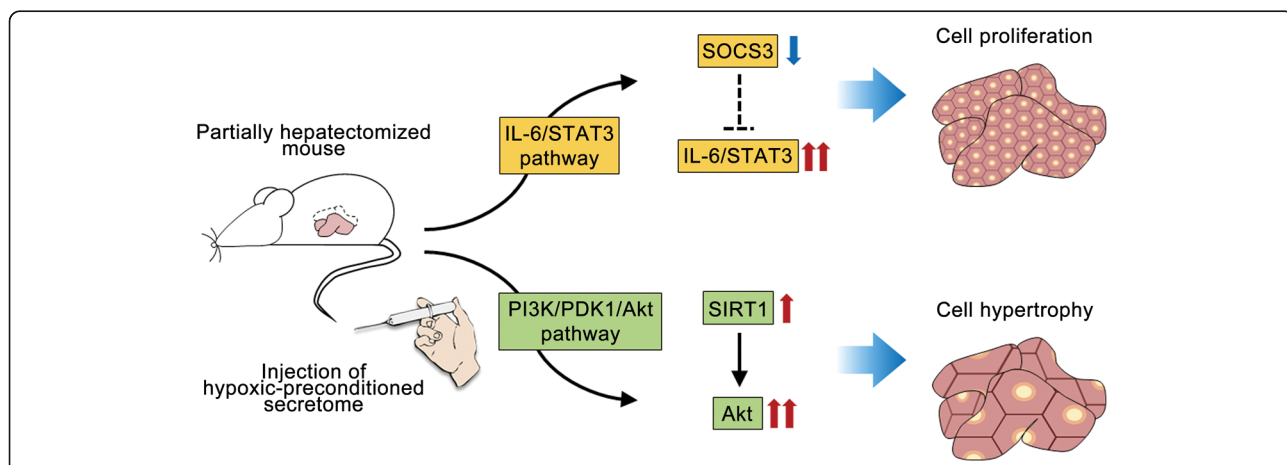 Partially hepatectomized
mouse
Injection of
hypoxic-preconditioned
secretome
IL-6/STAT3
pathway
SOCS3
IL-6/STAT3
Cell proliferation
PI3K/PDK1/Akt
pathway
SIRT1
Akt
Cell hypertrophy